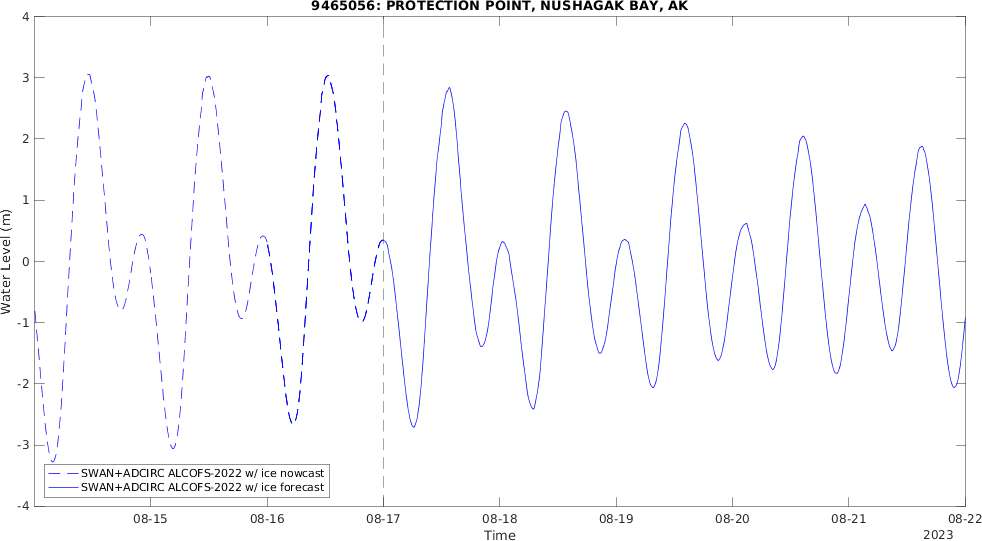 9465056: PROTECTION POINT, NUSHAGAK BAY, AK
4
3
2
1
0
-1
-2
-3
-4
Water Level (m)
SWAN+ADCIRC ALCOFS-2022 w/ ice nowcast
SWAN+ADCIRC ALCOFS-2022 w/ ice forecast
08-15 08-16 08-17 08-18 08-19 08-20 08-21 08-22
Time
2023